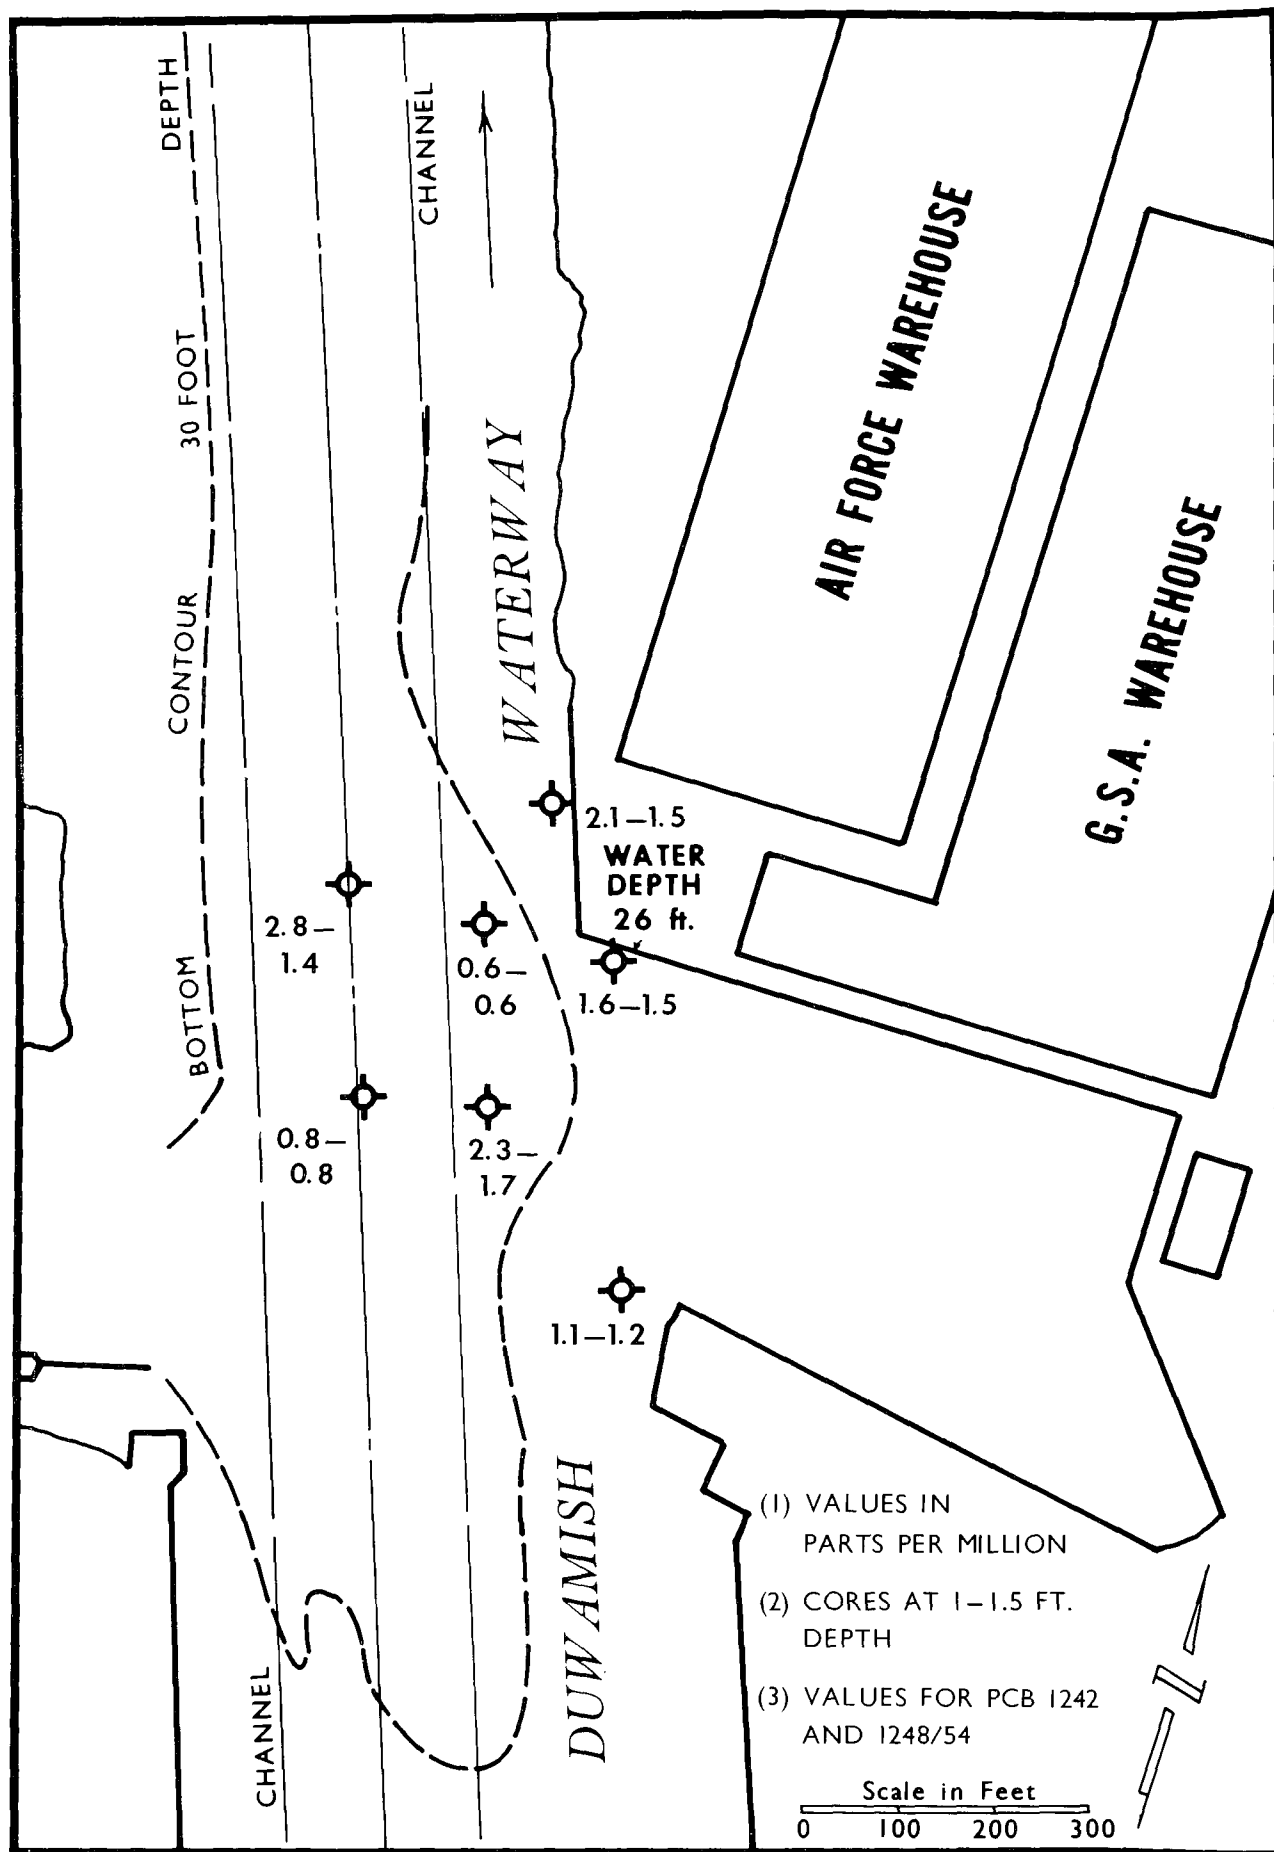 DEPTH
30 FOOT
CONTOUR
BOTTOM
CHANNEL
WATERWAY
AIR FORCE WAREHOUSE
G.S.A. WAREHOUSE
2.1–1.5
WATER
DEPTH
26 ft.
2.8–
1.4
0.6–
0.6
1.6–1.5
0.8–
0.8
2.3–
1.7
1.1–1.2
DUWAMISH
CHANNEL
(1) VALUES IN
PARTS PER MILLION
(2) CORES AT 1–1.5 FT.
DEPTH
(3) VALUES FOR PCB 1242
AND 1248/54
N
Scale in Feet
0 100 200 300